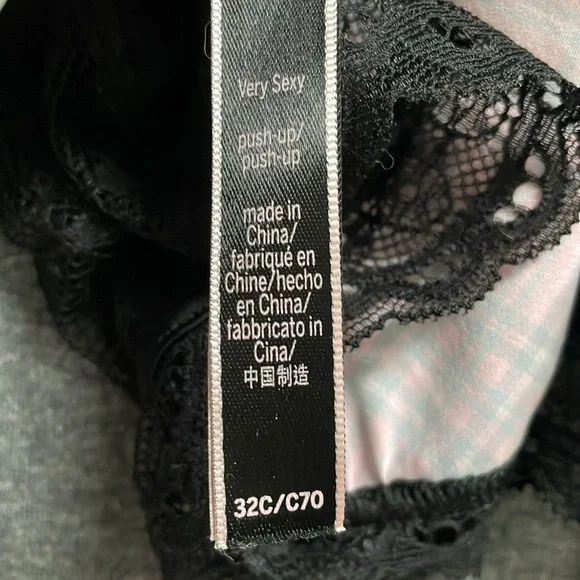 Very Sexy
push-up/
push-up
made in
China/
fabriqué en
Chine/hecho
en China/
fabbricato in
Cina/
中国制造
32C/C70